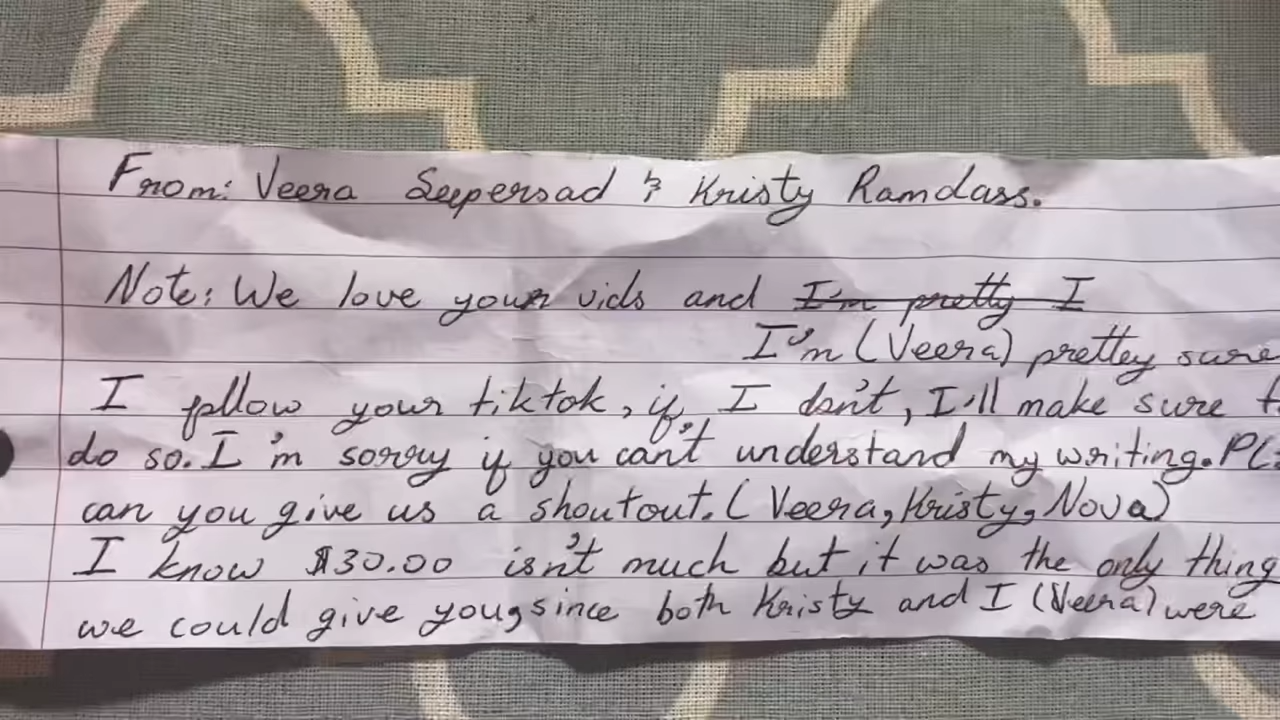 From: Veera Seepersad & Kristy Ramdass.
Note: We love your vids and I'm pretty I
I'm (Veera) prettey sure
I follow your tiktok, if I don't, I'll make sure t
do so. I'm sorry if you can't understand my writing. Pl
can you give us a shoutout. (Veera, Kristy, Nova)
I know $30.00 isn't much but it was the only thing
we could give you, since both Kristy and I (Veera) were